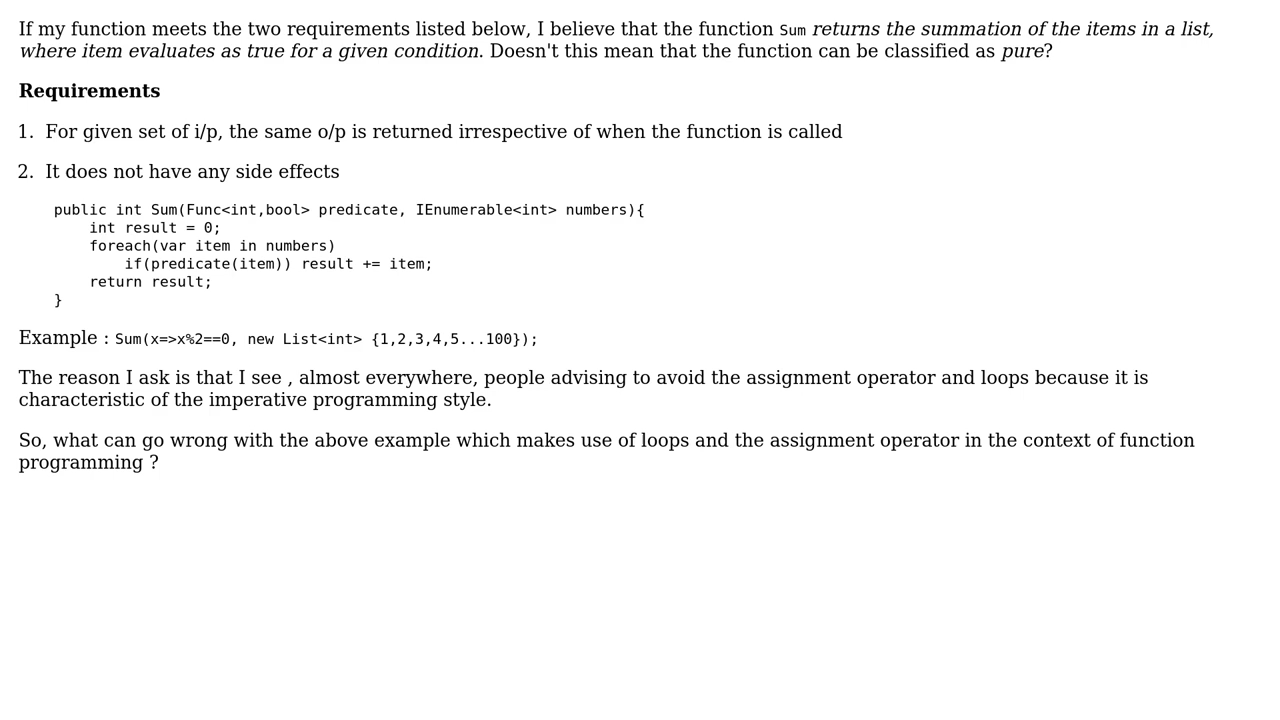 If my function meets the two requirements listed below, I believe that the function Sum returns the summation of the items in a list,
where item evaluates as true for a given condition. Doesn't this mean that the function can be classified as pure?
Requirements
1. For given set of i/p, the same o/p is returned irrespective of when the function is called
2. It does not have any side effects
public int Sum(Func<int,bool> predicate, IEnumerable<int> numbers){
    int result = 0;
    foreach(var item in numbers)
        if(predicate(item)) result += item;
    return result;
}
Example : Sum(x=>x%2==0, new List<int> {1,2,3,4,5...100});
The reason I ask is that I see , almost everywhere, people advising to avoid the assignment operator and loops because it is
characteristic of the imperative programming style.
So, what can go wrong with the above example which makes use of loops and the assignment operator in the context of function
programming ?